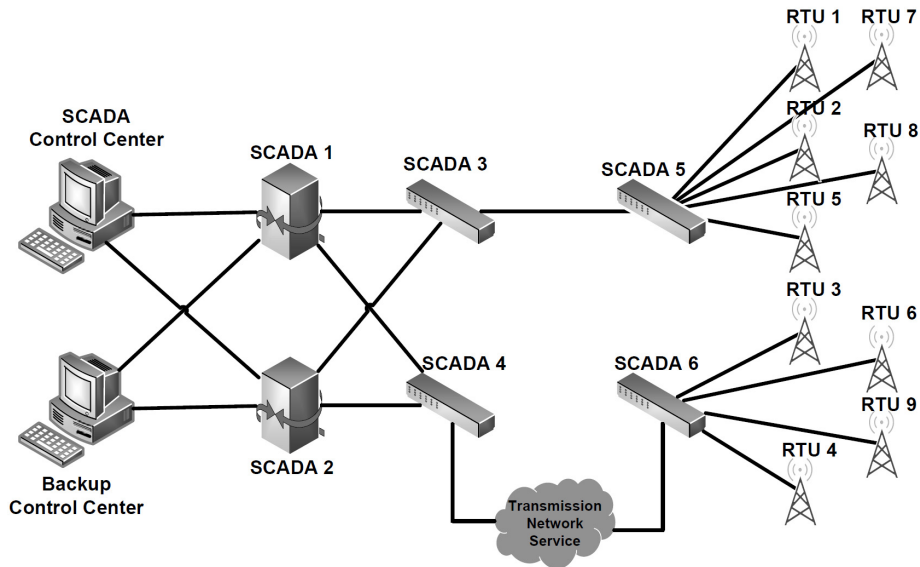 RTU 1
RTU 7
SCADA
Control Center
SCADA 1
SCADA 3
SCADA 5
RTU 2
RTU 8
RTU 5
RTU 3
RTU 6
SCADA 4
SCADA 6
RTU 9
RTU 4
SCADA 2
Backup
Control Center
Transmission
Network
Service